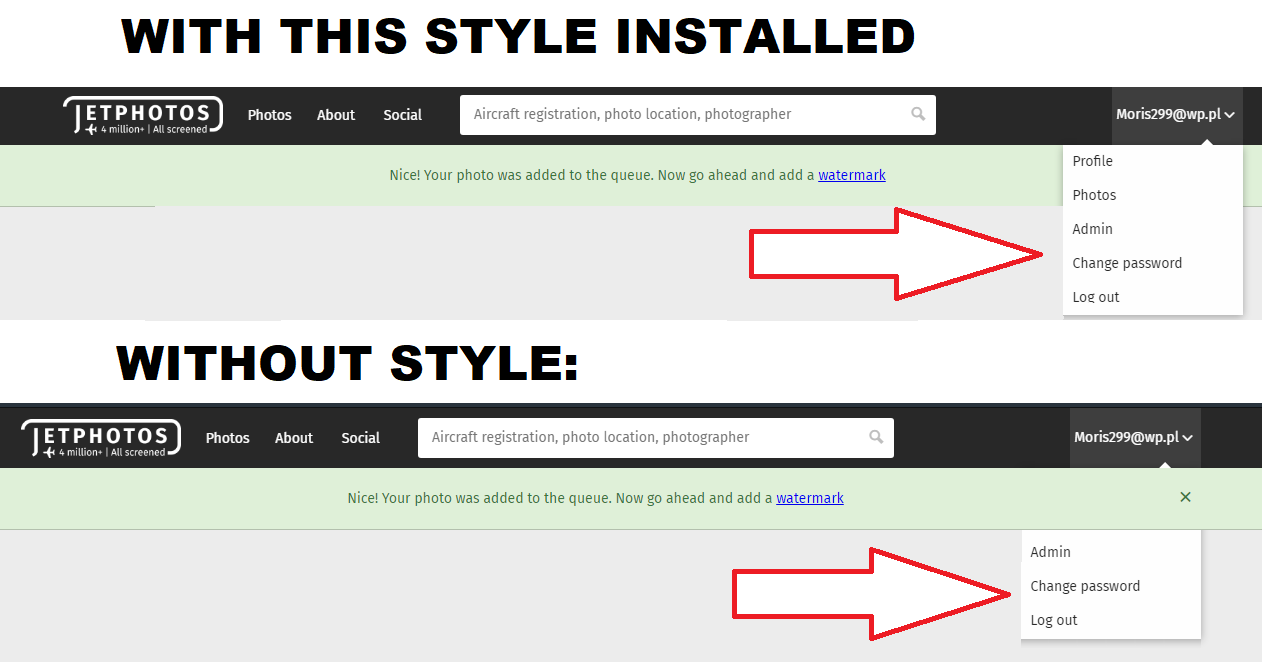 WITH THIS STYLE INSTALLED
JETPHOTOS
4 million+ | All screened
Photos About Social
Aircraft registration, photo location, photographer
Moris299@wp.pl
Nice! Your photo was added to the queue. Now go ahead and add a watermark
Profile
Photos
Admin
Change password
Log out
WITHOUT STYLE:
JETPHOTOS
4 million+ | All screened
Photos About Social
Aircraft registration, photo location, photographer
Moris299@wp.pl
Nice! Your photo was added to the queue. Now go ahead and add a watermark
Admin
Change password
Log out